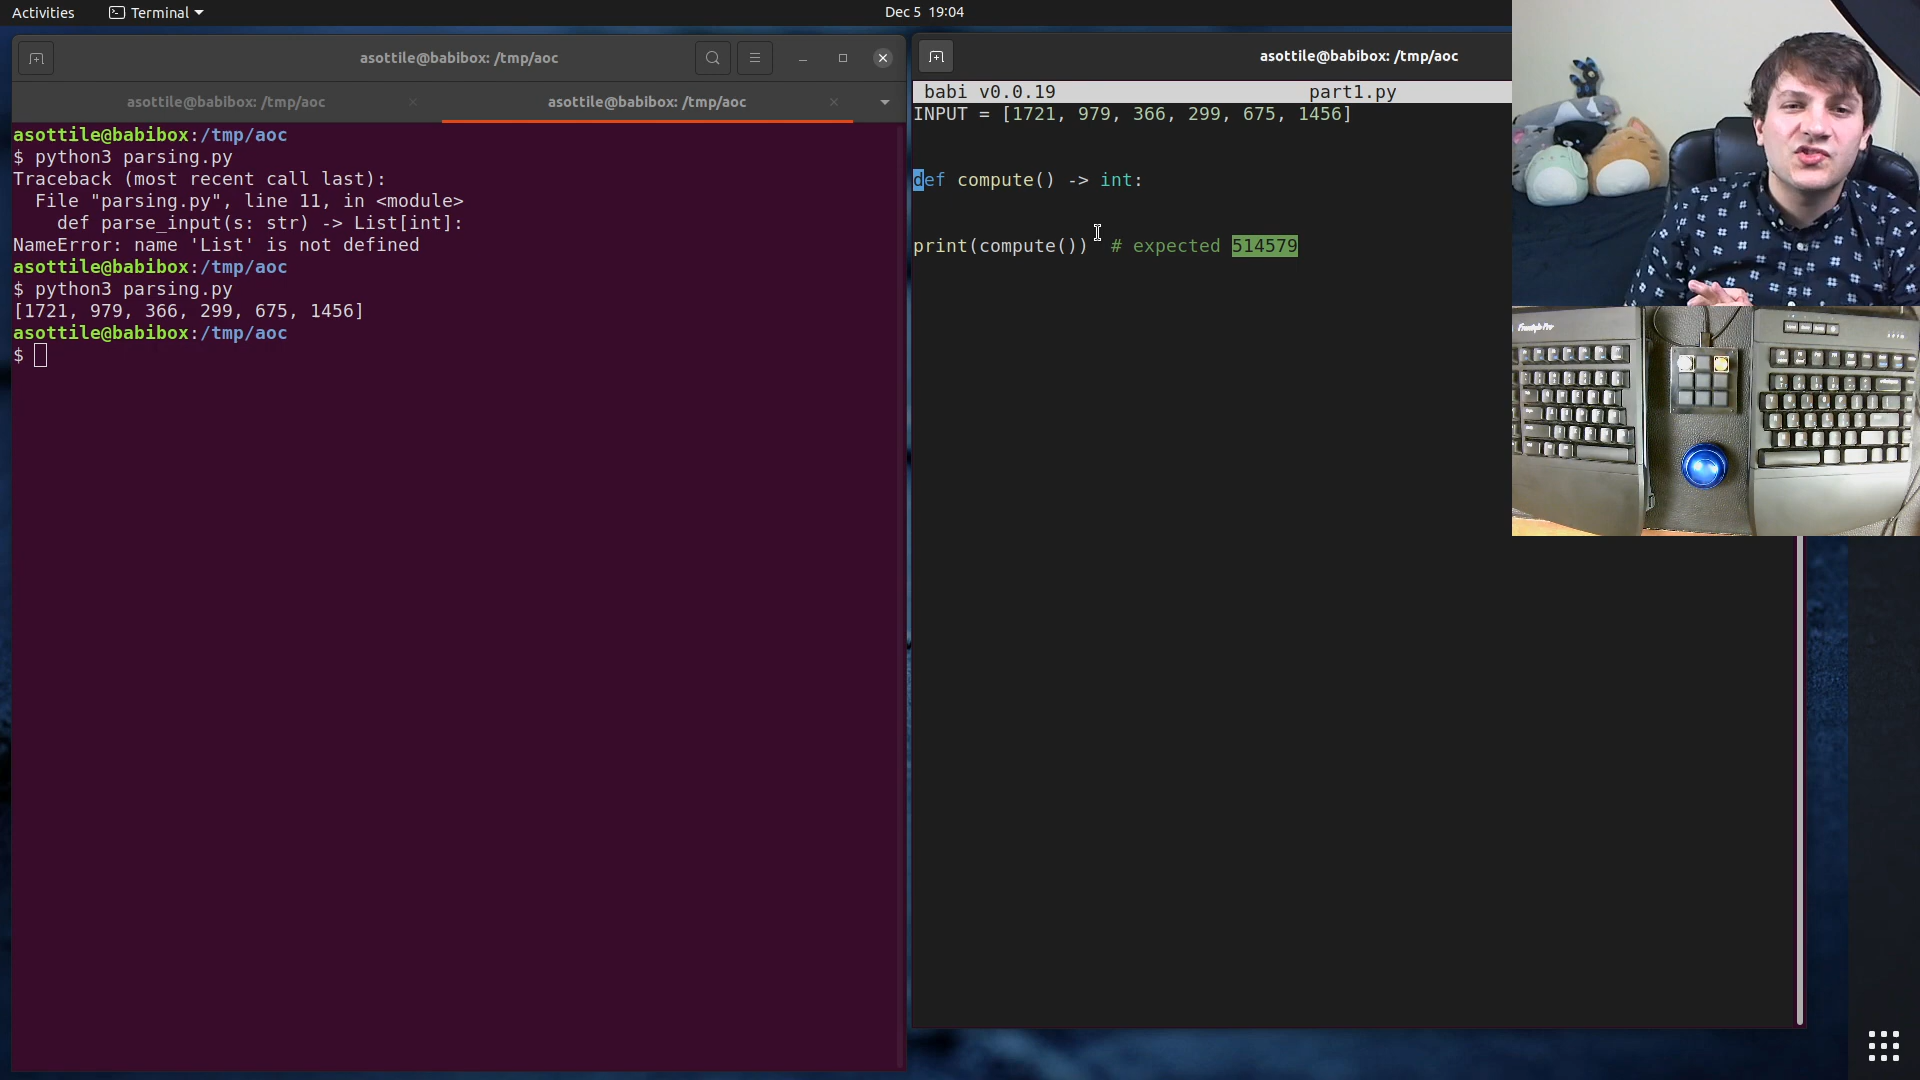 Activities
Terminal
Dec 5 19:04
asottile@babibox: /tmp/aoc
asottile@babibox: /tmp/aoc
asottile@babibox: /tmp/aoc
asottile@babibox:/tmp/aoc
$ python3 parsing.py
Traceback (most recent call last):
  File "parsing.py", line 11, in <module>
    def parse_input(s: str) -> List[int]:
NameError: name 'List' is not defined
asottile@babibox:/tmp/aoc
$ python3 parsing.py
[1721, 979, 366, 299, 675, 1456]
asottile@babibox:/tmp/aoc
$
asottile@babibox: /tmp/aoc
babi v0.0.19 part1.py
INPUT = [1721, 979, 366, 299, 675, 1456]
def compute() -> int:
print(compute())  # expected 514579
Freestyle Pro